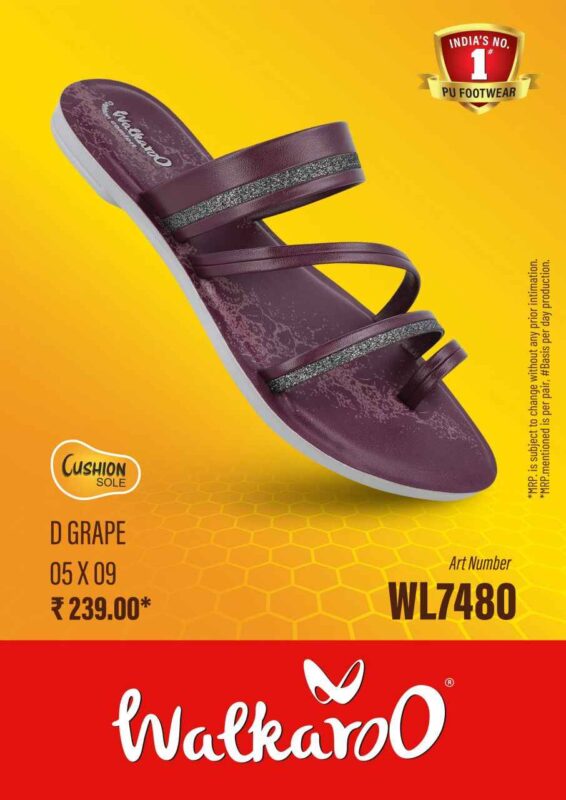 INDIA'S NO.
1#
PU FOOTWEAR
Walkaroo
*MRP. is subject to change without any prior intimation.
*MRP.mentioned is per pair, #Basis per day production.
CUSHION
SOLE
D GRAPE
05 X 09
₹ 239.00*
Art Number
WL7480
Walkaroo®